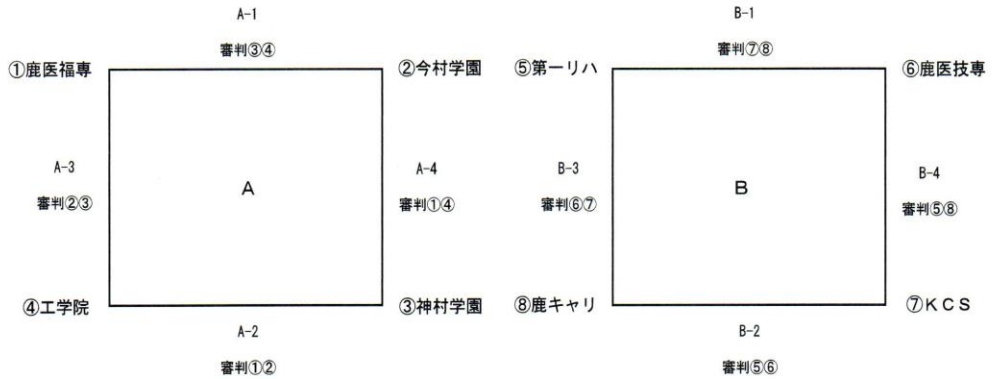 A-1
審判③④
①鹿医福専
②今村学園
A-3
審判②③
A
A-4
審判①④
④工学院
③神村学園
A-2
審判①②
B-1
審判⑦⑧
⑤第一リハ
⑥鹿医技専
B-3
審判⑥⑦
B
B-4
審判⑤⑧
⑧鹿キャリ
⑦KCS
B-2
審判⑤⑥